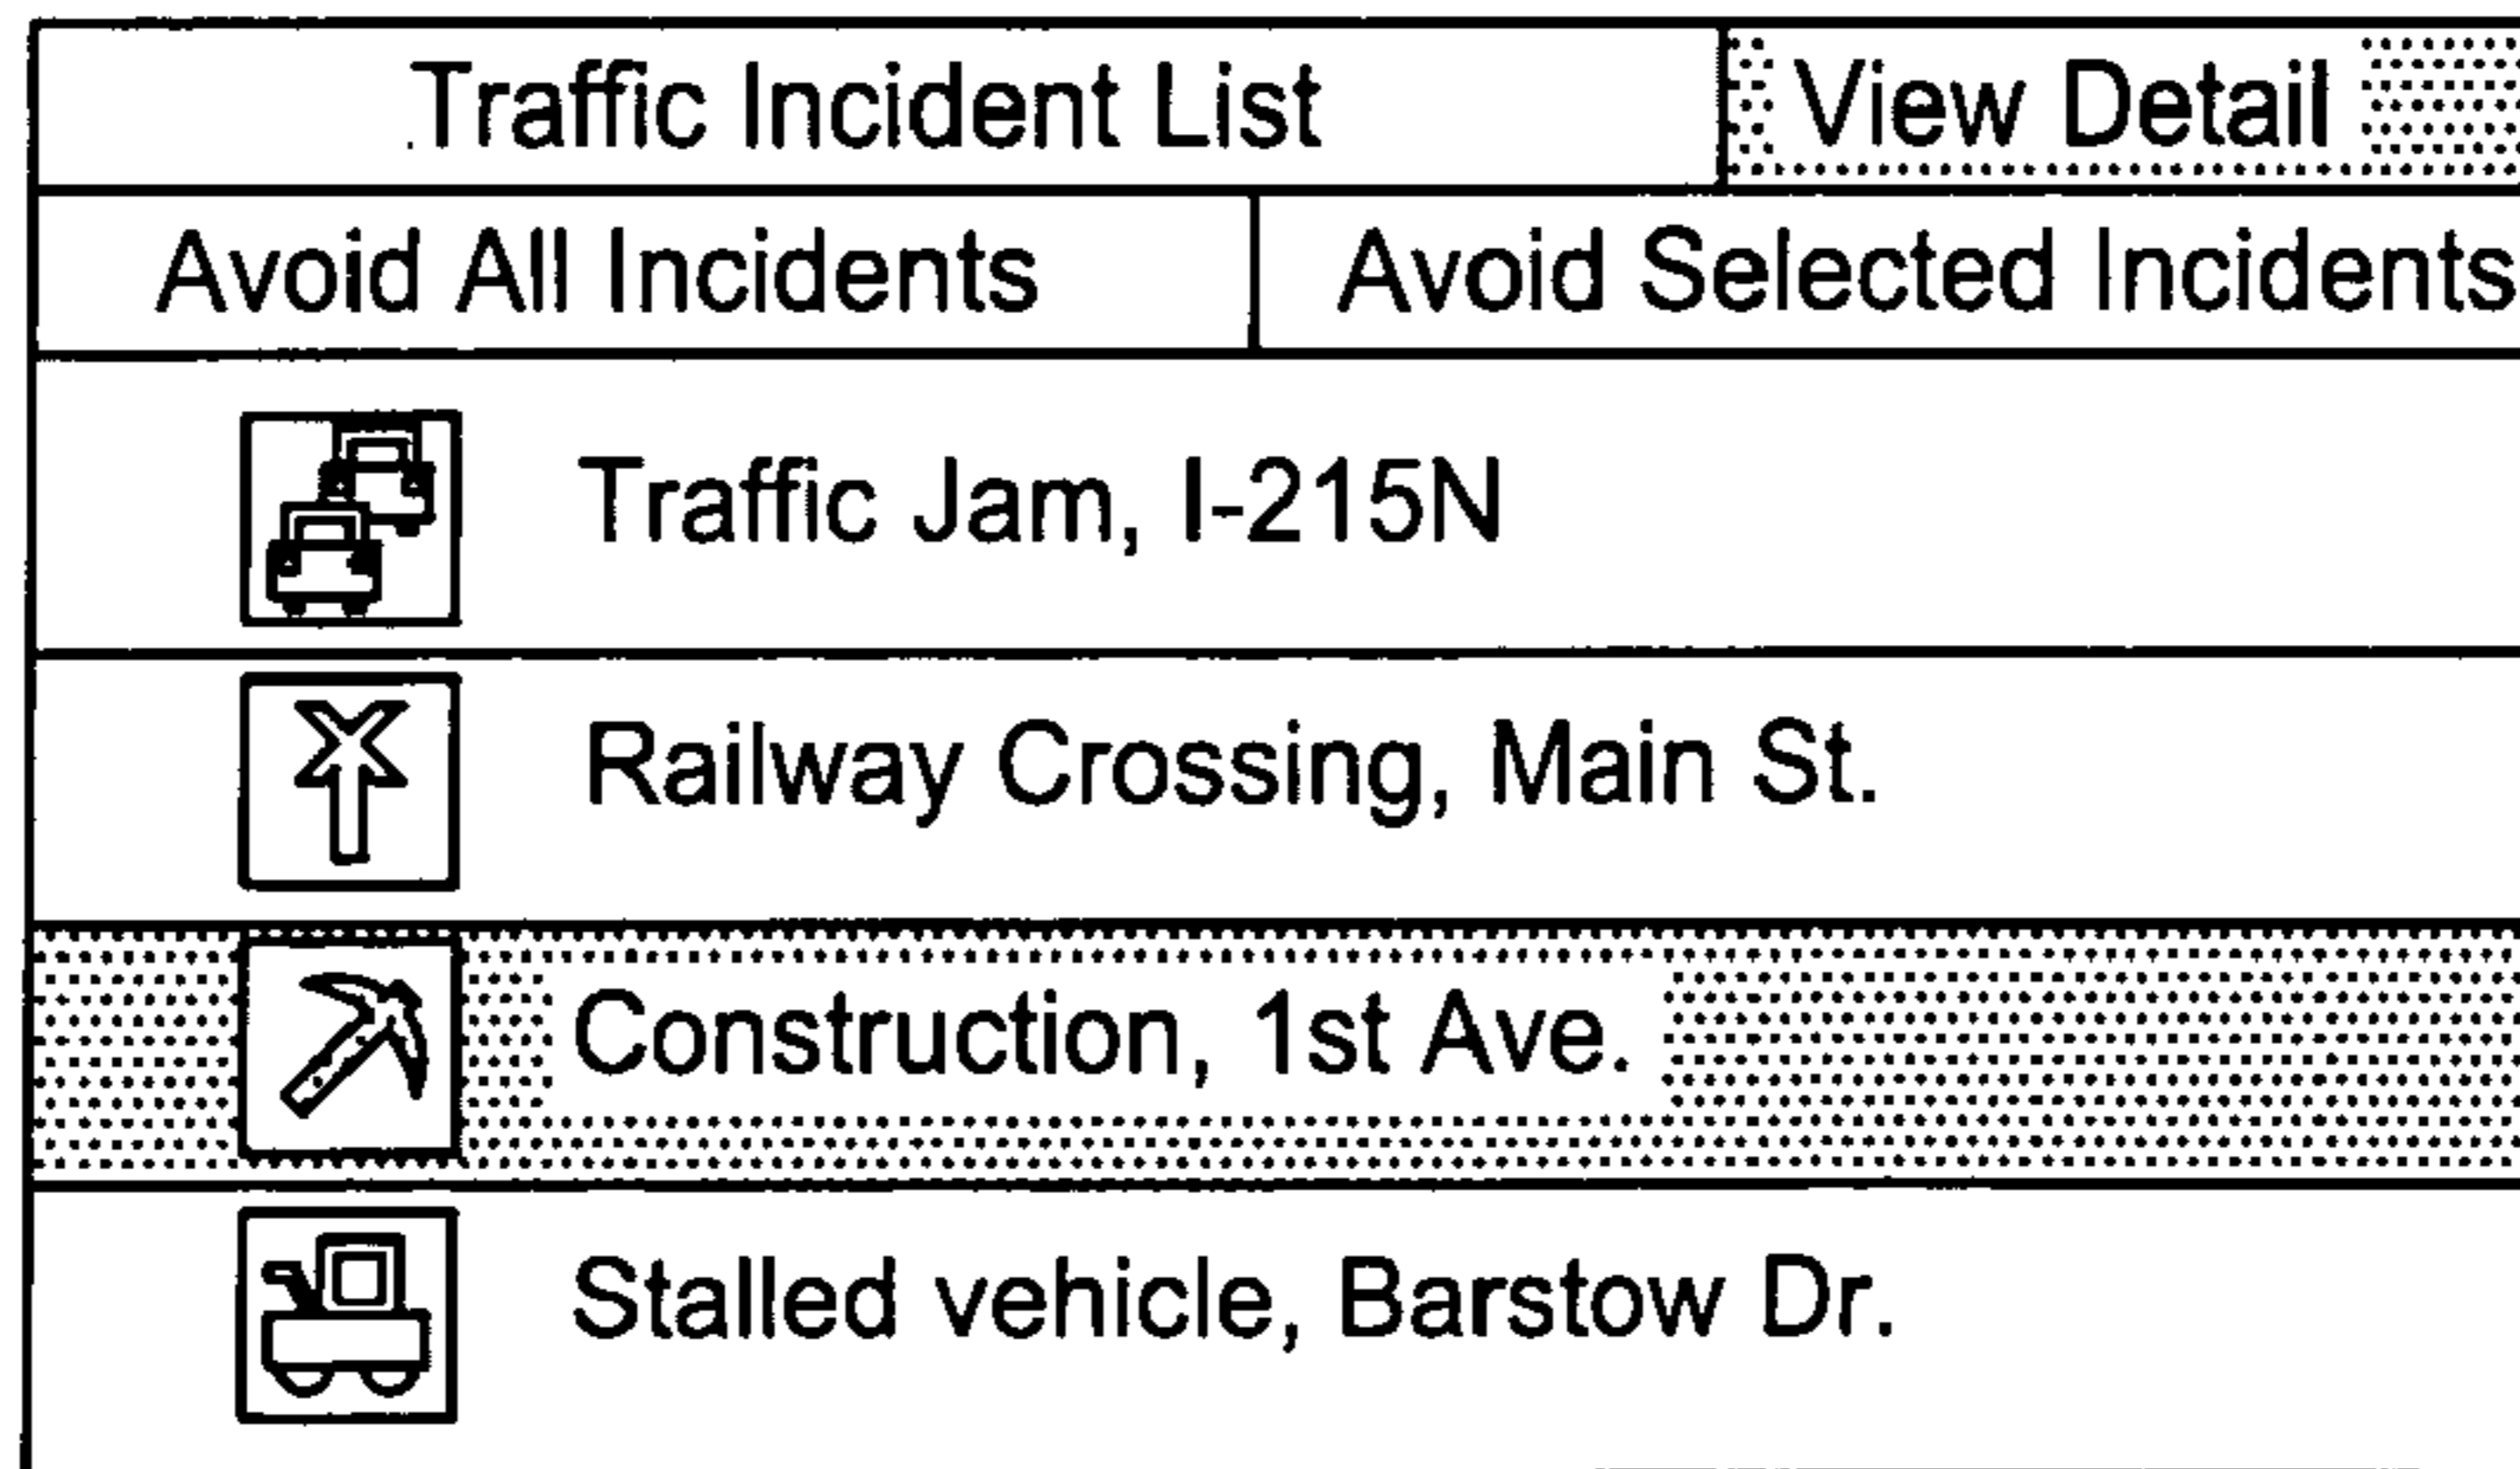 Traffic Incident List View Detail
Avoid All Incidents Avoid Selected Incidents
Traffic Jam, I-215N
Railway Crossing, Main St.
Construction, 1st Ave.
Stalled vehicle, Barstow Dr.